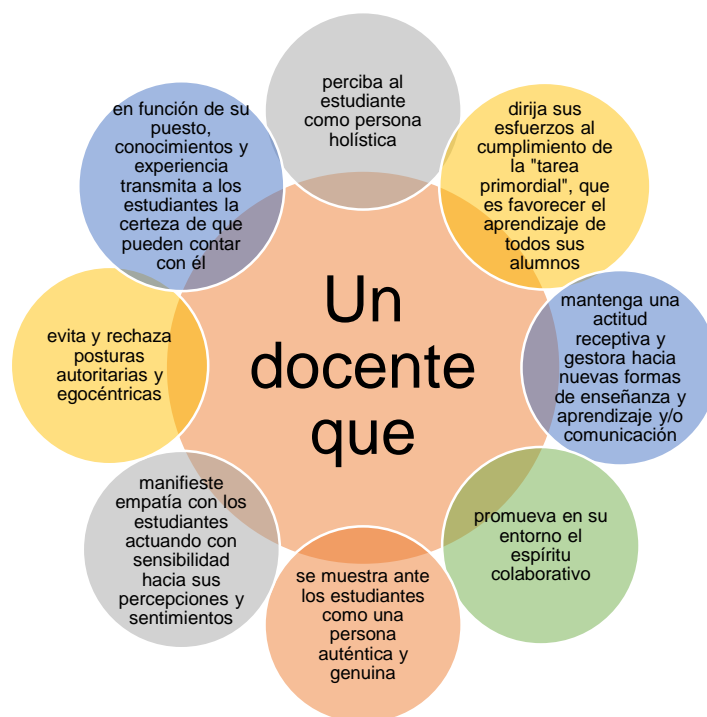 Un
docente
que
perciba al
estudiante
como persona
holística
dirija sus
esfuerzos al
cumplimiento de
la "tarea
primordial", que
es favorecer el
aprendizaje de
todos sus
alumnos
mantenga una
actitud
receptiva y
gestora hacia
nuevas formas
de enseñanza y
aprendizaje y/o
comunicación
promueva en su
entorno el
espíritu
colaborativo
se muestra ante
los estudiantes
como una
persona
auténtica y
genuina
manifieste
empatía con los
estudiantes
actuando con
sensibilidad
hacia sus
percepciones y
sentimientos
evita y rechaza
posturas
autoritarias y
egocéntricas
en función de su
puesto,
conocimientos y
experiencia
transmita a los
estudiantes la
certeza de que
pueden contar
con él